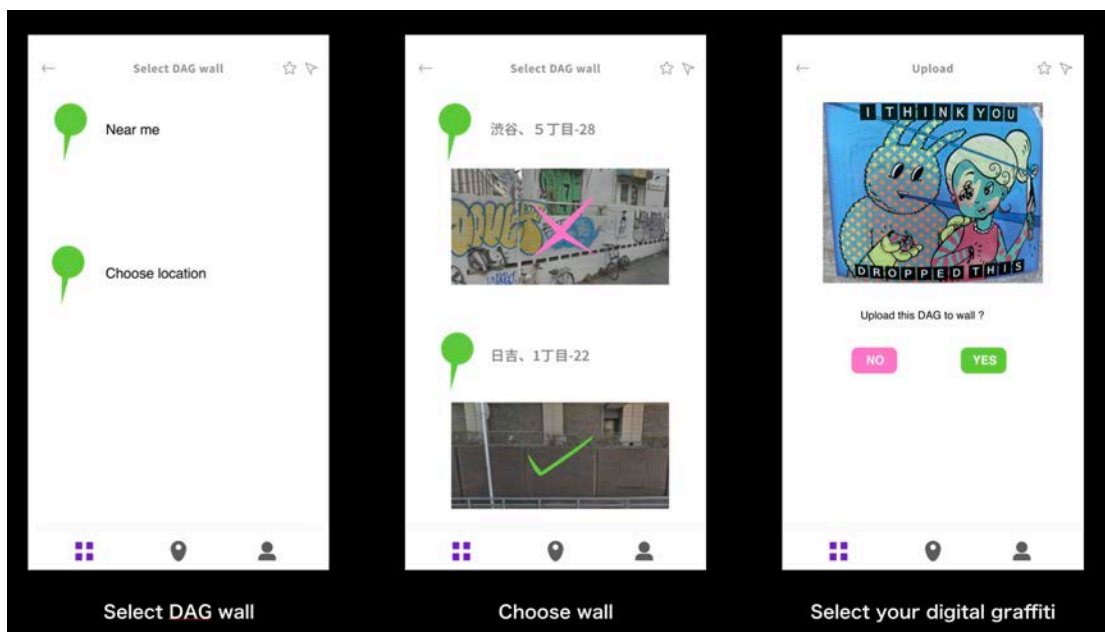 Select DAG wall
Near me
Choose location
Select DAG wall
Select DAG wall
渋谷、５丁目-28
日吉、1丁目-22
Choose wall
Upload
I THINK YOU
DROPPED THIS
Upload this DAG to wall ?
NO
YES
Select your digital graffiti